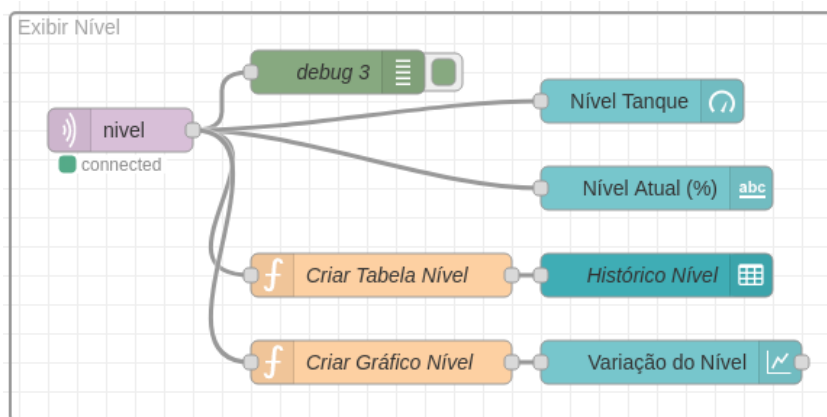 Exibir Nível
debug 3
Nível Tanque
nivel
connected
Nível Atual (%)
abc
Criar Tabela Nível
Histórico Nível
Criar Gráfico Nível
Variação do Nível